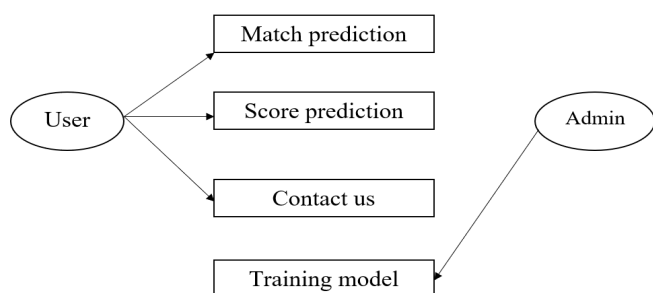 Match prediction
User
Score prediction
Admin
Contact us
Training model